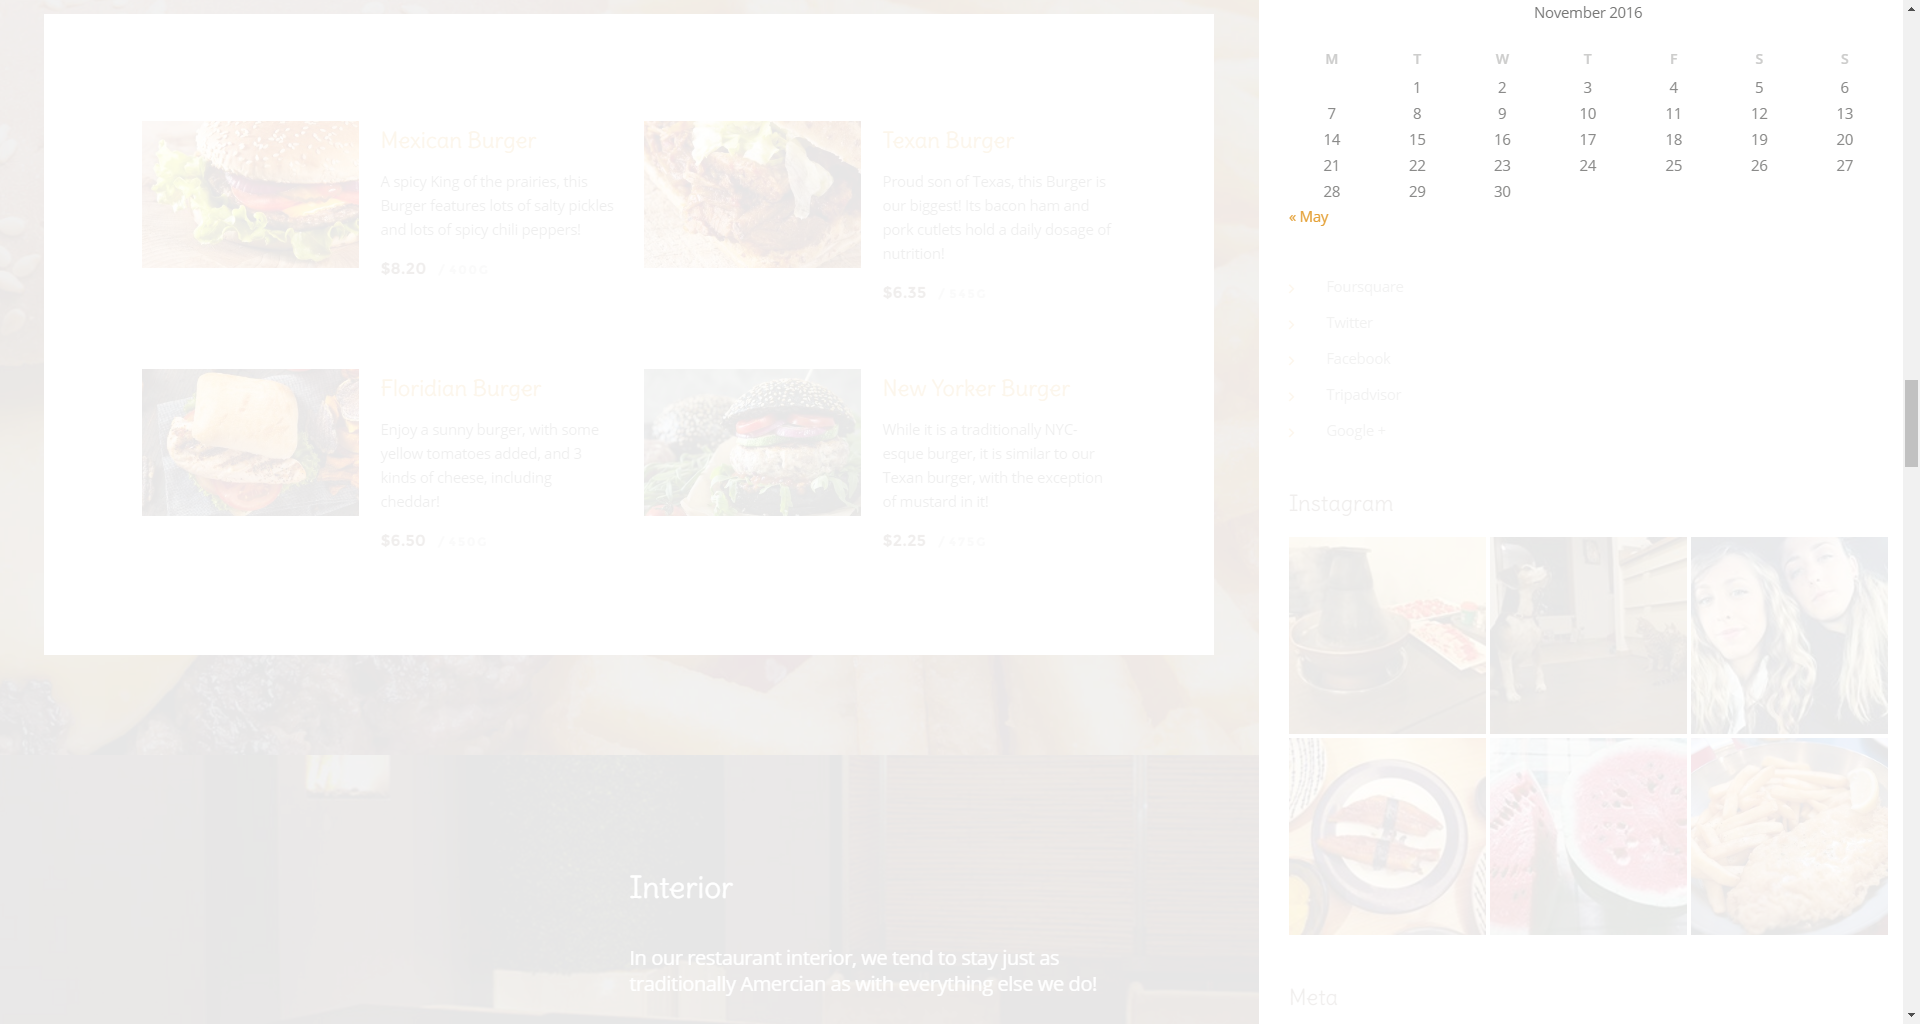 Mexican Burger
A spicy King of the prairies, this
Burger features lots of salty pickles
and lots of spicy chili peppers!
$8.20 / 400G
Texan Burger
Proud son of Texas, this Burger is
our biggest! Its bacon ham and
pork cutlets hold a daily dosage of
nutrition!
$6.35 / 945G
Floridian Burger
Enjoy a sunny burger, with some
yellow tomatoes added, and 3
kinds of cheese, including
cheddar!
$6.50 / 450G
New Yorker Burger
While it is a traditionally NYC-
esque burger, it is similar to our
Texan burger, with the exception
of mustard in it!
$2.25 / 475G
Interior
In our restaurant interior, we tend to stay just as
traditionally Amercian as with everything else we do!
November 2016
M T W T F S S
1 2 3 4 5 6
7 8 9 10 11 12 13
14 15 16 17 18 19 20
21 22 23 24 25 26 27
28 29 30
« May
Foursquare
Twitter
Facebook
Tripadvisor
Google +
Instagram
Meta